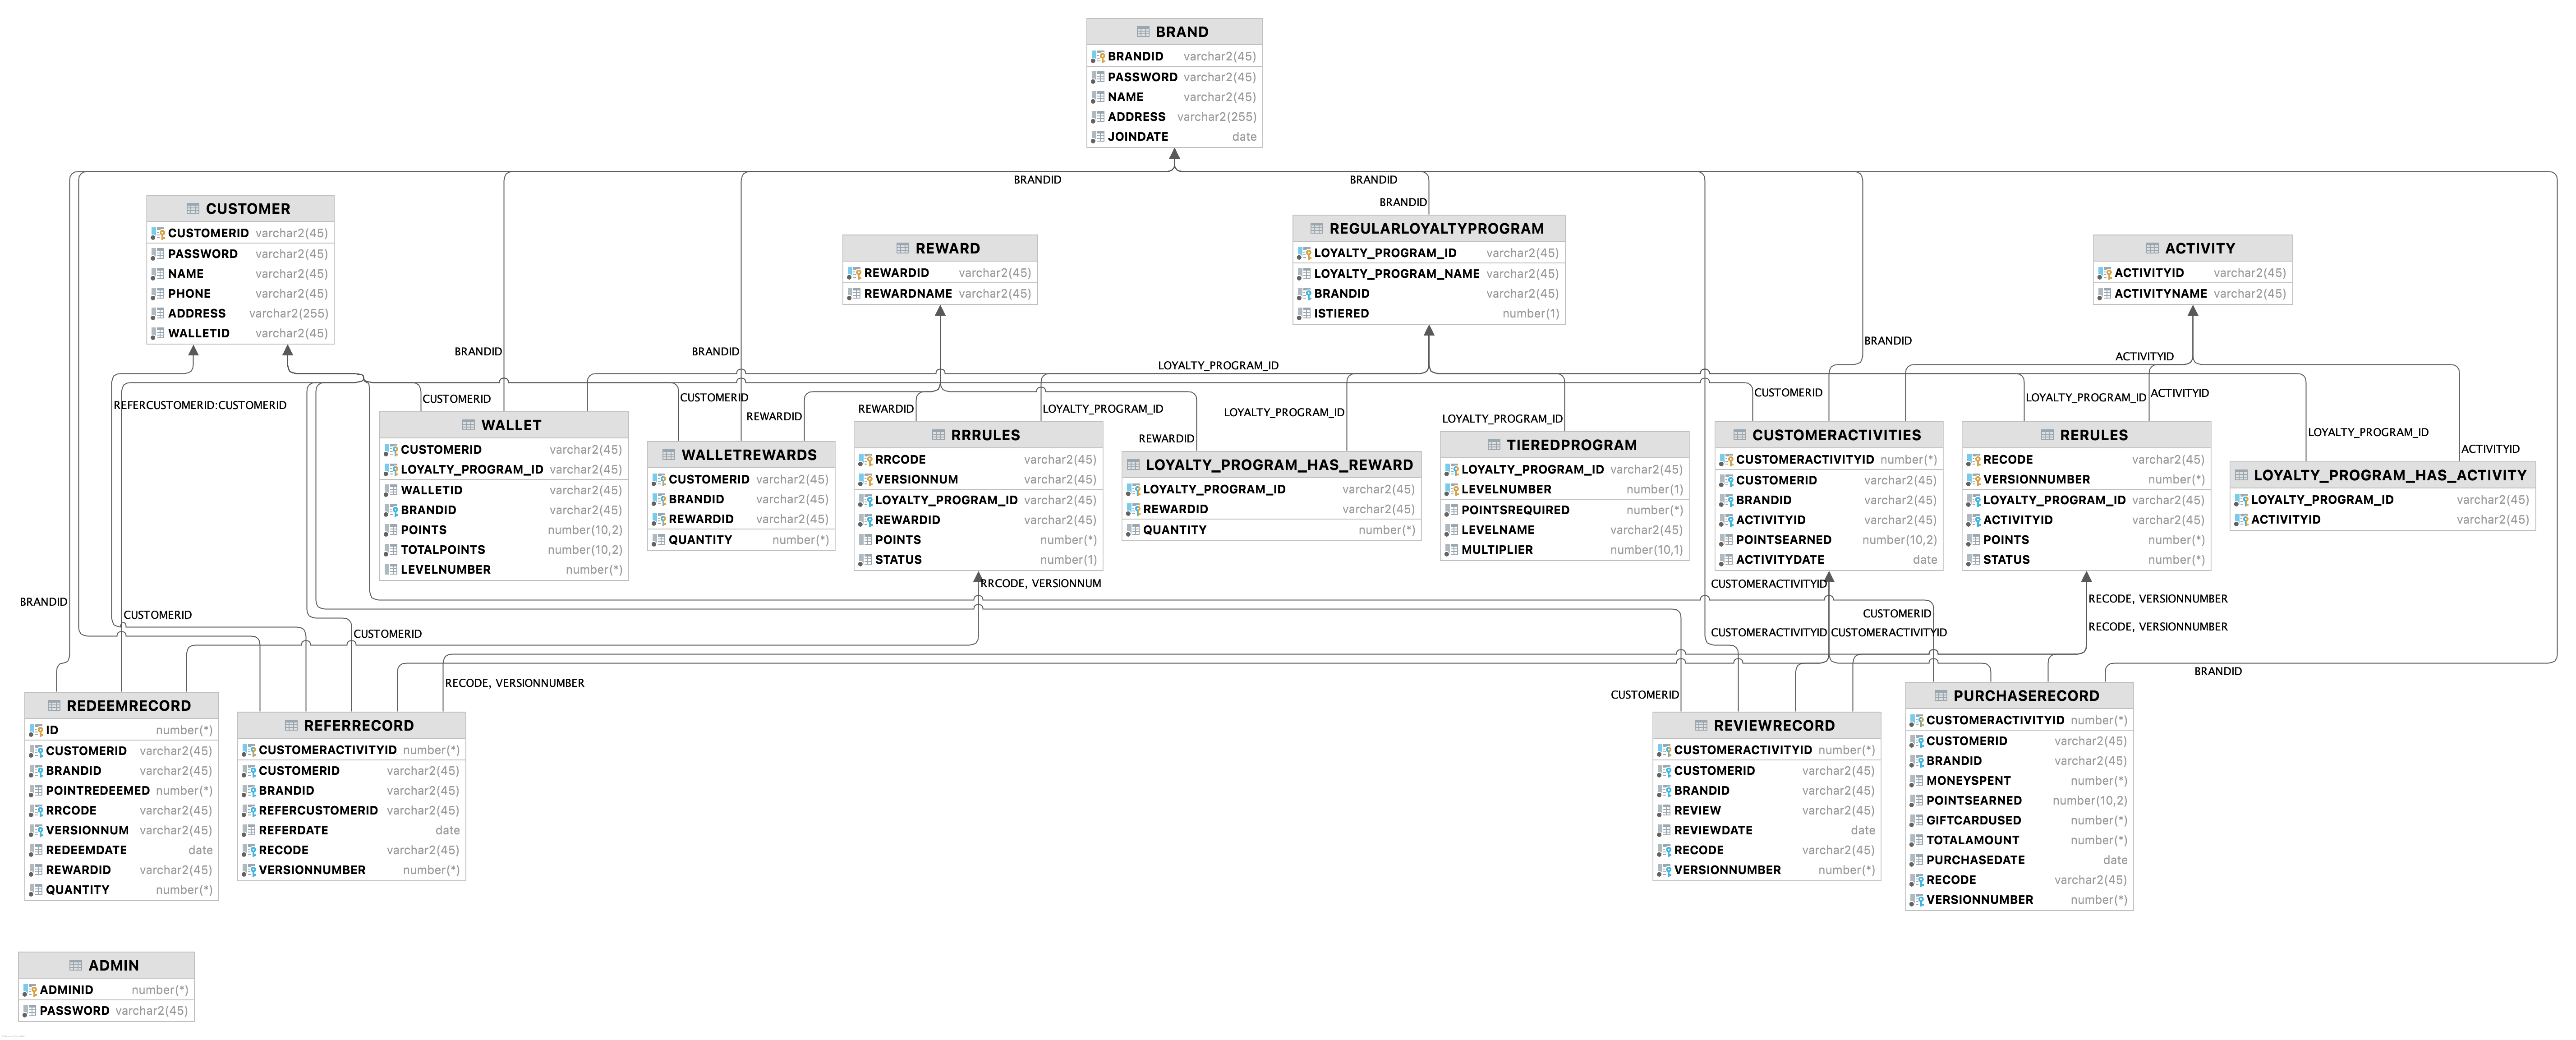 BRAND
BRANDID varchar2(45)
PASSWORD varchar2(45)
NAME varchar2(45)
ADDRESS varchar2(255)
JOINDATE date
BRANDID
BRANDID
BRANDID
CUSTOMER
CUSTOMERID varchar2(45)
PASSWORD varchar2(45)
NAME varchar2(45)
PHONE varchar2(45)
ADDRESS varchar2(255)
WALLETID varchar2(45)
REWARD
REWARDID varchar2(45)
REWARDNAME varchar2(45)
REGULARLOYALTYPROGRAM
LOYALTY_PROGRAM_ID varchar2(45)
LOYALTY_PROGRAM_NAME varchar2(45)
BRANDID varchar2(45)
ISTIERED number(1)
ACTIVITY
ACTIVITYID varchar2(45)
ACTIVITYNAME varchar2(45)
BRANDID
BRANDID
LOYALTY_PROGRAM_ID
BRANDID
ACTIVITYID
REFERCUSTOMERID:CUSTOMERID
CUSTOMERID
CUSTOMERID
REWARDID
REWARDID
LOYALTY_PROGRAM_ID
REWARDID
LOYALTY_PROGRAM_ID
LOYALTY_PROGRAM_ID
CUSTOMERID
LOYALTY_PROGRAM_ID
ACTIVITYID
LOYALTY_PROGRAM_ID
ACTIVITYID
WALLET
CUSTOMERID varchar2(45)
LOYALTY_PROGRAM_ID varchar2(45)
WALLETID varchar2(45)
BRANDID varchar2(45)
POINTS number(10,2)
TOTALPOINTS number(10,2)
LEVELNUMBER number(*)
WALLETREWARDS
CUSTOMERID varchar2(45)
BRANDID varchar2(45)
REWARDID varchar2(45)
QUANTITY number(*)
RRRULES
RRCODE varchar2(45)
VERSIONNUM varchar2(45)
LOYALTY_PROGRAM_ID varchar2(45)
REWARDID varchar2(45)
POINTS number(*)
STATUS number(1)
LOYALTY_PROGRAM_HAS_REWARD
LOYALTY_PROGRAM_ID varchar2(45)
REWARDID varchar2(45)
QUANTITY number(*)
TIEREDPROGRAM
LOYALTY_PROGRAM_ID varchar2(45)
LEVELNUMBER number(1)
POINTSREQUIRED number(*)
LEVELNAME varchar2(45)
MULTIPLIER number(10,1)
CUSTOMERACTIVITIES
CUSTOMERACTIVITYID number(*)
CUSTOMERID varchar2(45)
BRANDID varchar2(45)
ACTIVITYID varchar2(45)
POINTSEARNED number(10,2)
ACTIVITYDATE date
RERULES
RECODE varchar2(45)
VERSIONNUMBER number(*)
LOYALTY_PROGRAM_ID varchar2(45)
ACTIVITYID varchar2(45)
POINTS number(*)
STATUS number(*)
LOYALTY_PROGRAM_HAS_ACTIVITY
LOYALTY_PROGRAM_ID varchar2(45)
ACTIVITYID varchar2(45)
RRCODE, VERSIONNUM
CUSTOMERACTIVITYID
BRANDID
RECODE, VERSIONNUMBER
CUSTOMERID
CUSTOMERID
CUSTOMERID
CUSTOMERACTIVITYID
CUSTOMERACTIVITYID
RECODE, VERSIONNUMBER
RECODE, VERSIONNUMBER
CUSTOMERID
BRANDID
REDEEMRECORD
ID number(*)
CUSTOMERID varchar2(45)
BRANDID varchar2(45)
POINTREDEEMED number(*)
RRCODE varchar2(45)
VERSIONNUM varchar2(45)
REDEEMDATE date
REWARDID varchar2(45)
QUANTITY number(*)
REFERRECORD
CUSTOMERACTIVITYID number(*)
CUSTOMERID varchar2(45)
BRANDID varchar2(45)
REFERCUSTOMERID varchar2(45)
REFERDATE date
RECODE varchar2(45)
VERSIONNUMBER number(*)
REVIEWRECORD
CUSTOMERACTIVITYID number(*)
CUSTOMERID varchar2(45)
BRANDID varchar2(45)
REVIEW varchar2(45)
REVIEWDATE date
RECODE varchar2(45)
VERSIONNUMBER number(*)
PURCHASERECORD
CUSTOMERACTIVITYID number(*)
CUSTOMERID varchar2(45)
BRANDID varchar2(45)
MONEYSPENT number(*)
POINTSEARNED number(10,2)
GIFTCARDUSED number(*)
TOTALAMOUNT number(*)
PURCHASEDATE date
RECODE varchar2(45)
VERSIONNUMBER number(*)
ADMIN
ADMINID number(*)
PASSWORD varchar2(45)